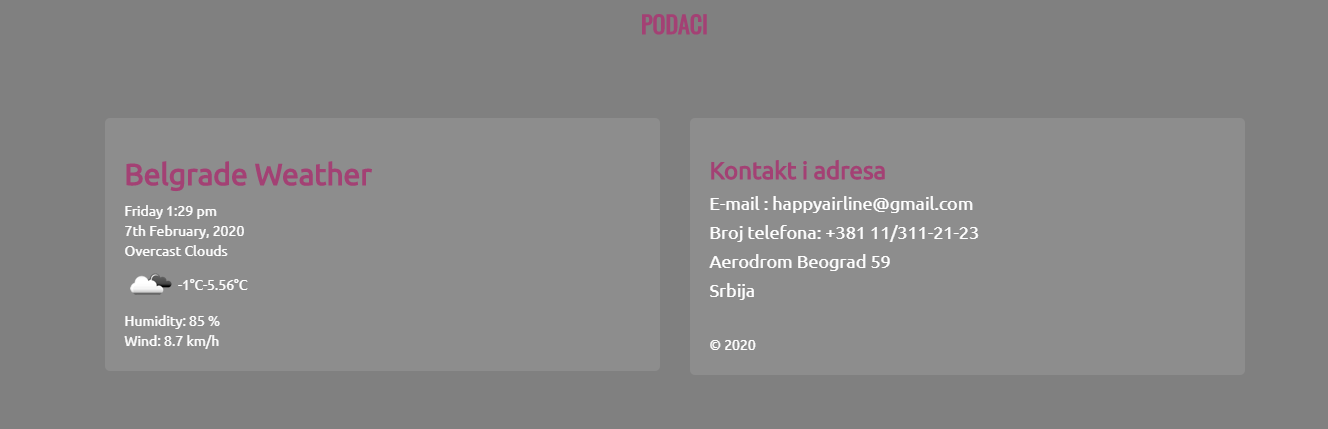 PODACI
Belgrade Weather
Friday 1:29 pm
7th February, 2020
Overcast Clouds
-1°C-5.56°C
Humidity: 85 %
Wind: 8.7 km/h
Kontakt i adresa
E-mail : happyairline@gmail.com
Broj telefona: +381 11/311-21-23
Aerodrom Beograd 59
Srbija
© 2020